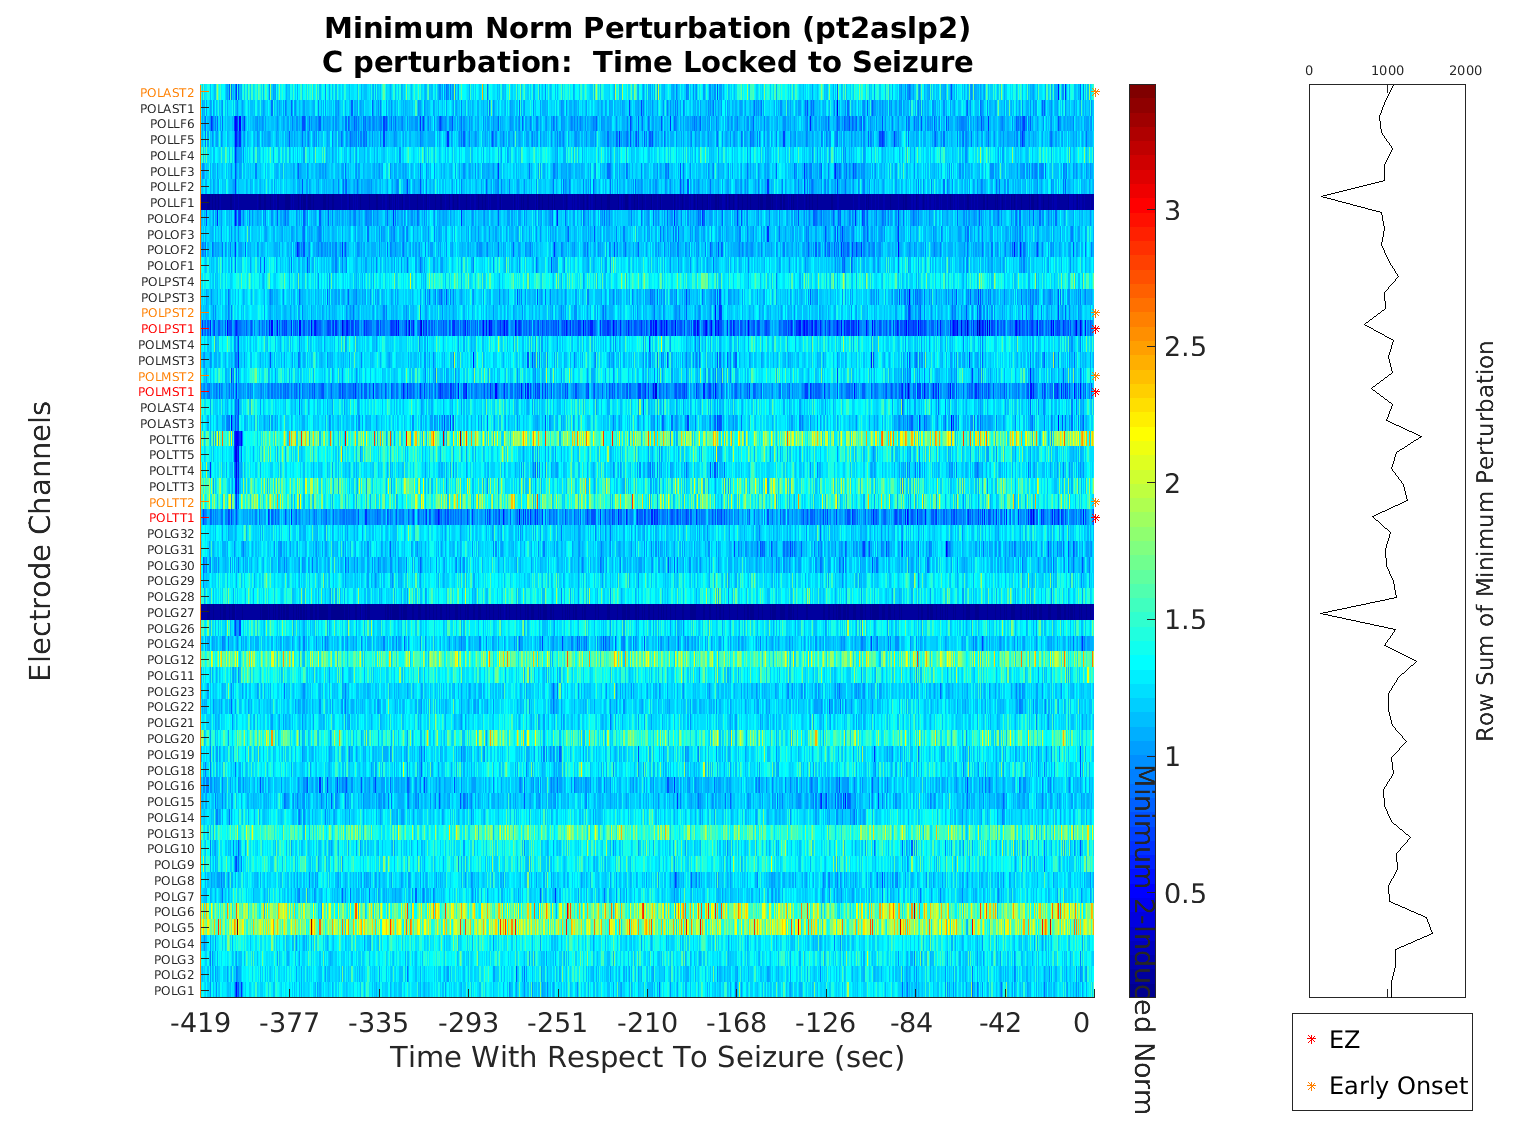 Minimum Norm Perturbation (pt2aslp2)
C perturbation:  Time Locked to Seizure
0 1000 2000
POLAST2
POLAST1
POLLF6
POLLF5
POLLF4
POLLF3
POLLF2
POLLF1
POLOF4
POLOF3
POLOF2
POLOF1
POLPST4
POLPST3
POLPST2
POLPST1
POLMST4
POLMST3
POLMST2
POLMST1
POLAST4
POLAST3
POLTT6
POLTT5
POLTT4
POLTT3
POLTT2
POLTT1
POLG32
POLG31
POLG30
POLG29
POLG28
POLG27
POLG26
POLG24
POLG12
POLG11
POLG23
POLG22
POLG21
POLG20
POLG19
POLG18
POLG16
POLG15
POLG14
POLG13
POLG10
POLG9
POLG8
POLG7
POLG6
POLG5
POLG4
POLG3
POLG2
POLG1
Electrode Channels
-419 -377 -335 -293 -251 -210 -168 -126 -84 -42 0
Time With Respect To Seizure (sec)
3
2.5
2
1.5
1
0.5
Minimum 2-Induced Norm
Row Sum of Minimum Perturbation
EZ
Early Onset